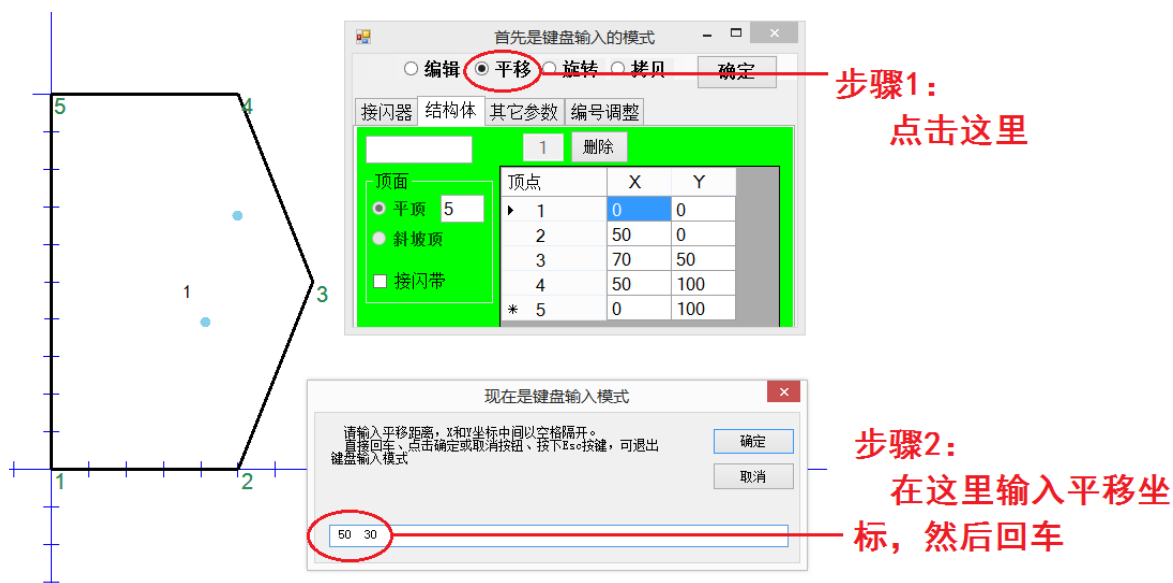 首先是键盘输入的模式
编辑 平移 旋转 拷贝 确定
接闪器 结构体 其它参数 编号调整
1 删除
顶面
平顶 5
斜坡顶
接闪带
顶点 X Y
1 0 0
2 50 0
3 70 50
4 50 100
* 5 0 100
步骤1:
点击这里
5
4
1
3
1
2
现在是键盘输入模式
请输入平移距离,X和Y坐标中间以空格隔开。
直接回车、点击确定或取消按钮、按下Esc按键,可退出
键盘输入模式
确定
取消
50 30
步骤2:
在这里输入平移坐
标,然后回车